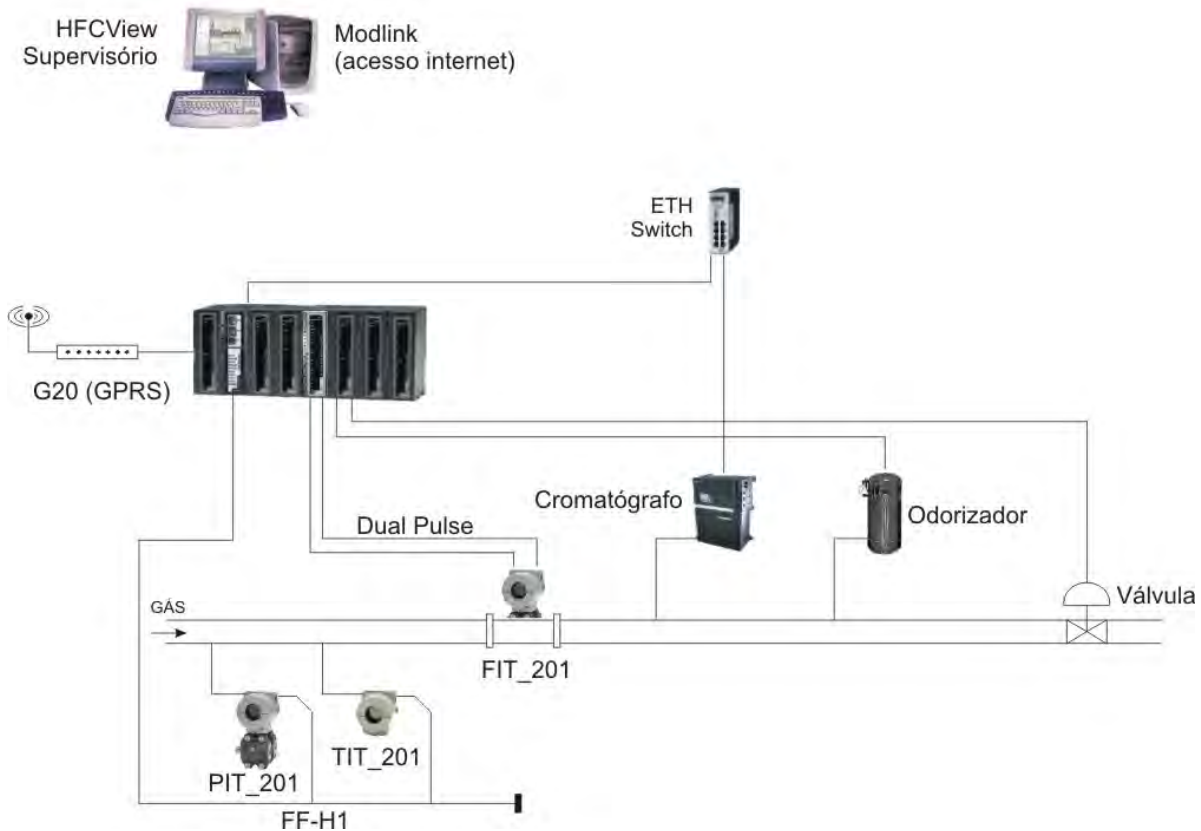 HFCView
Supervisório
Modlink
(acesso internet)
ETH
Switch
G20 (GPRS)
Cromatógrafo
Odorizador
Dual Pulse
Válvula
GÁS
FIT_201
TIT_201
PIT_201
FF-H1